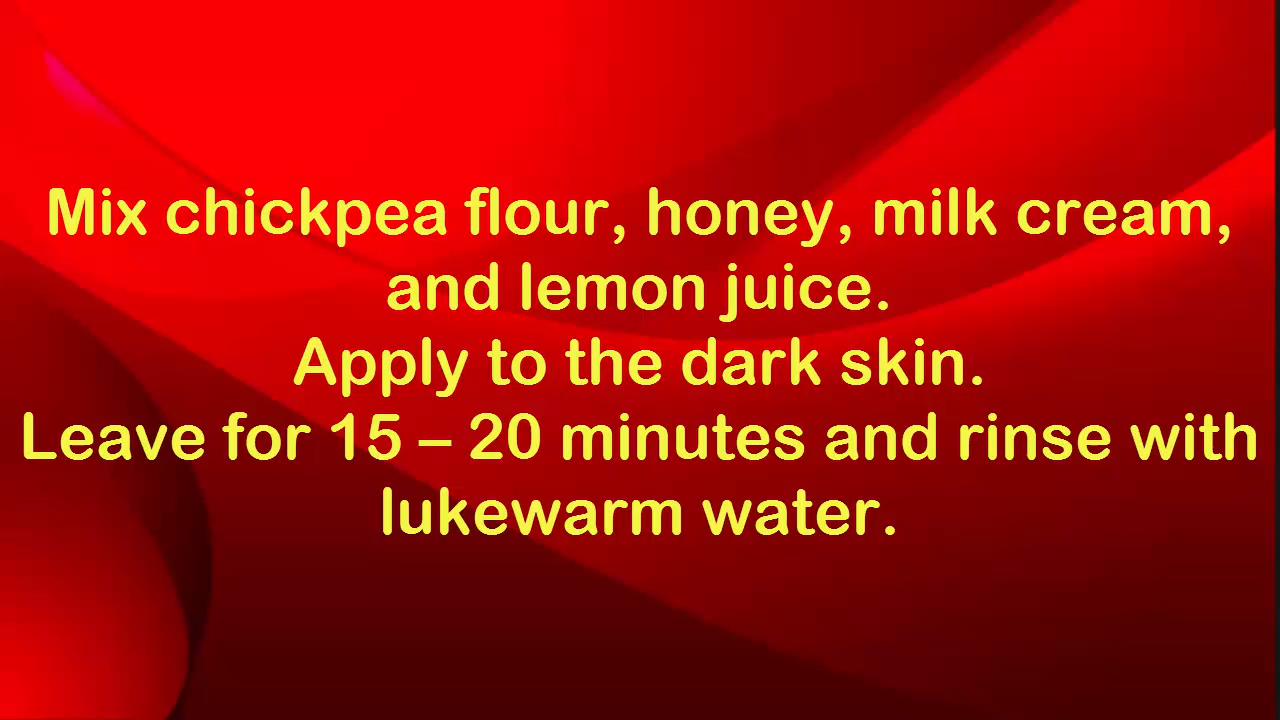 Mix chickpea flour, honey, milk cream,
and lemon juice.
Apply to the dark skin.
Leave for 15 – 20 minutes and rinse with
lukewarm water.